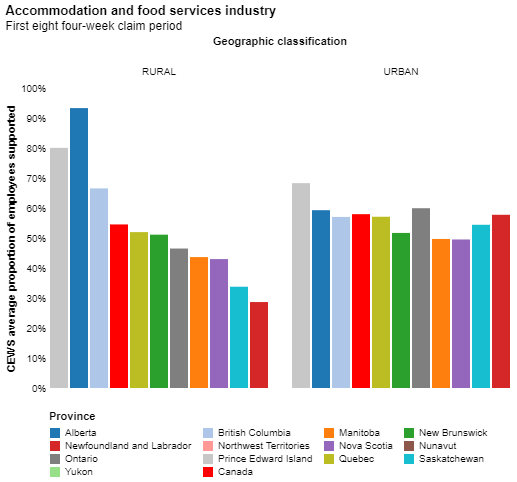 Accommodation and food services industry
First eight four-week claim period
Geographic classification
RURAL URBAN
CEWS average proportion of employees supported
100%
90%
80%
70%
60%
50%
40%
30%
20%
10%
0%
Province
Alberta British Columbia Manitoba New Brunswick
Newfoundland and Labrador Northwest Territories Nova Scotia Nunavut
Ontario Prince Edward Island Quebec Saskatchewan
Yukon Canada